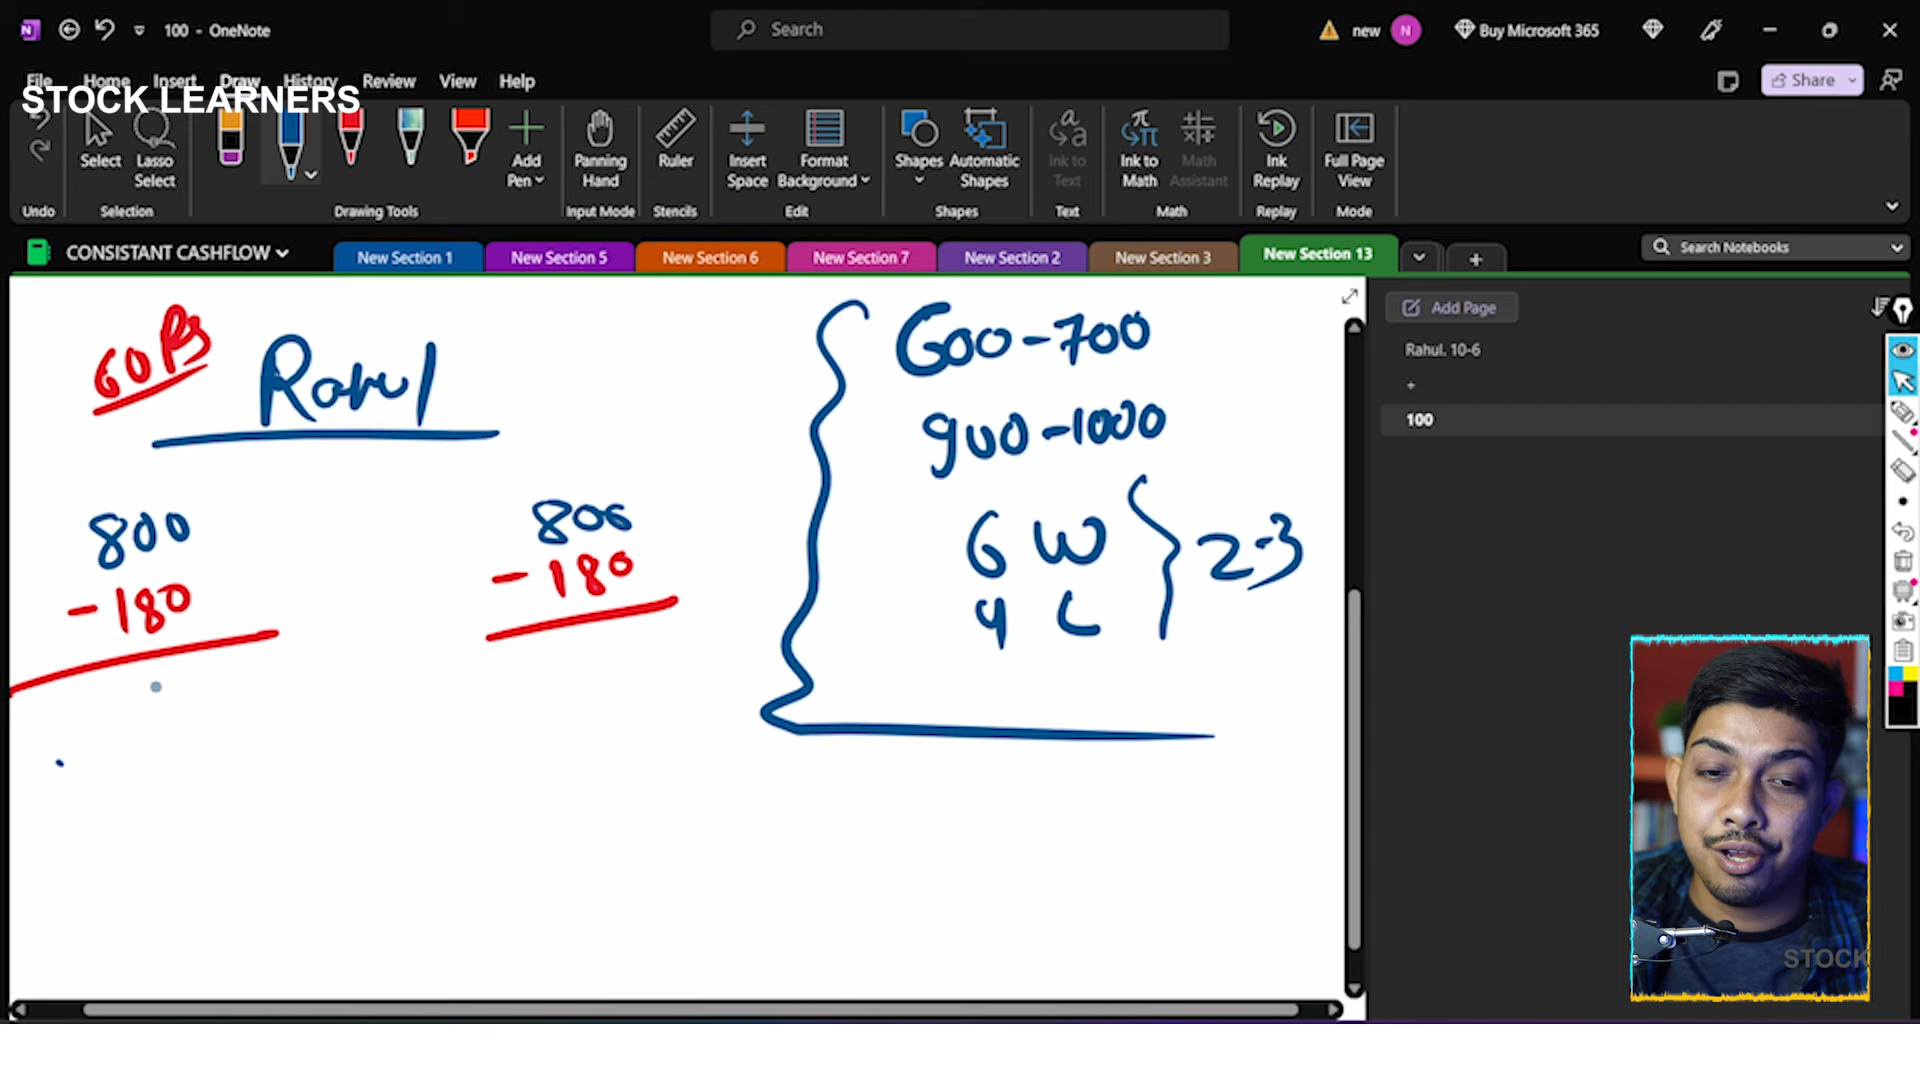 100 - OneNote
Search
new
N
Buy Microsoft 365
File Home Insert Draw History Review View Help
Share
STOCK LEARNERS
Select
Lasso Select
Add Pen
Panning Hand
Ruler
Insert Space
Format Background
Shapes
Automatic Shapes
Ink to Text
Ink to Math
Math Assistant
Ink Replay
Full Page View
Undo
Selection
Drawing Tools
Input Mode
Stencils
Edit
Shapes
Text
Math
Replay
Mode
CONSISTANT CASHFLOW
New Section 1
New Section 5
New Section 6
New Section 7
New Section 2
New Section 3
New Section 13
Search Notebooks
Add Page
Rahul. 10-6
+
100
Rahul
800
-180
800
-180
600-700
900-1000
6 W
4 L
2-3
STOCK